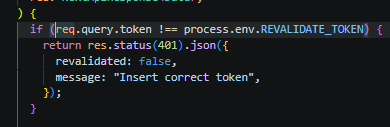 ) {
if (req.query.token !== process.env.REVALIDATE_TOKEN) {
return res.status(401).json({
revalidated: false,
message: "Insert correct token",
});
}